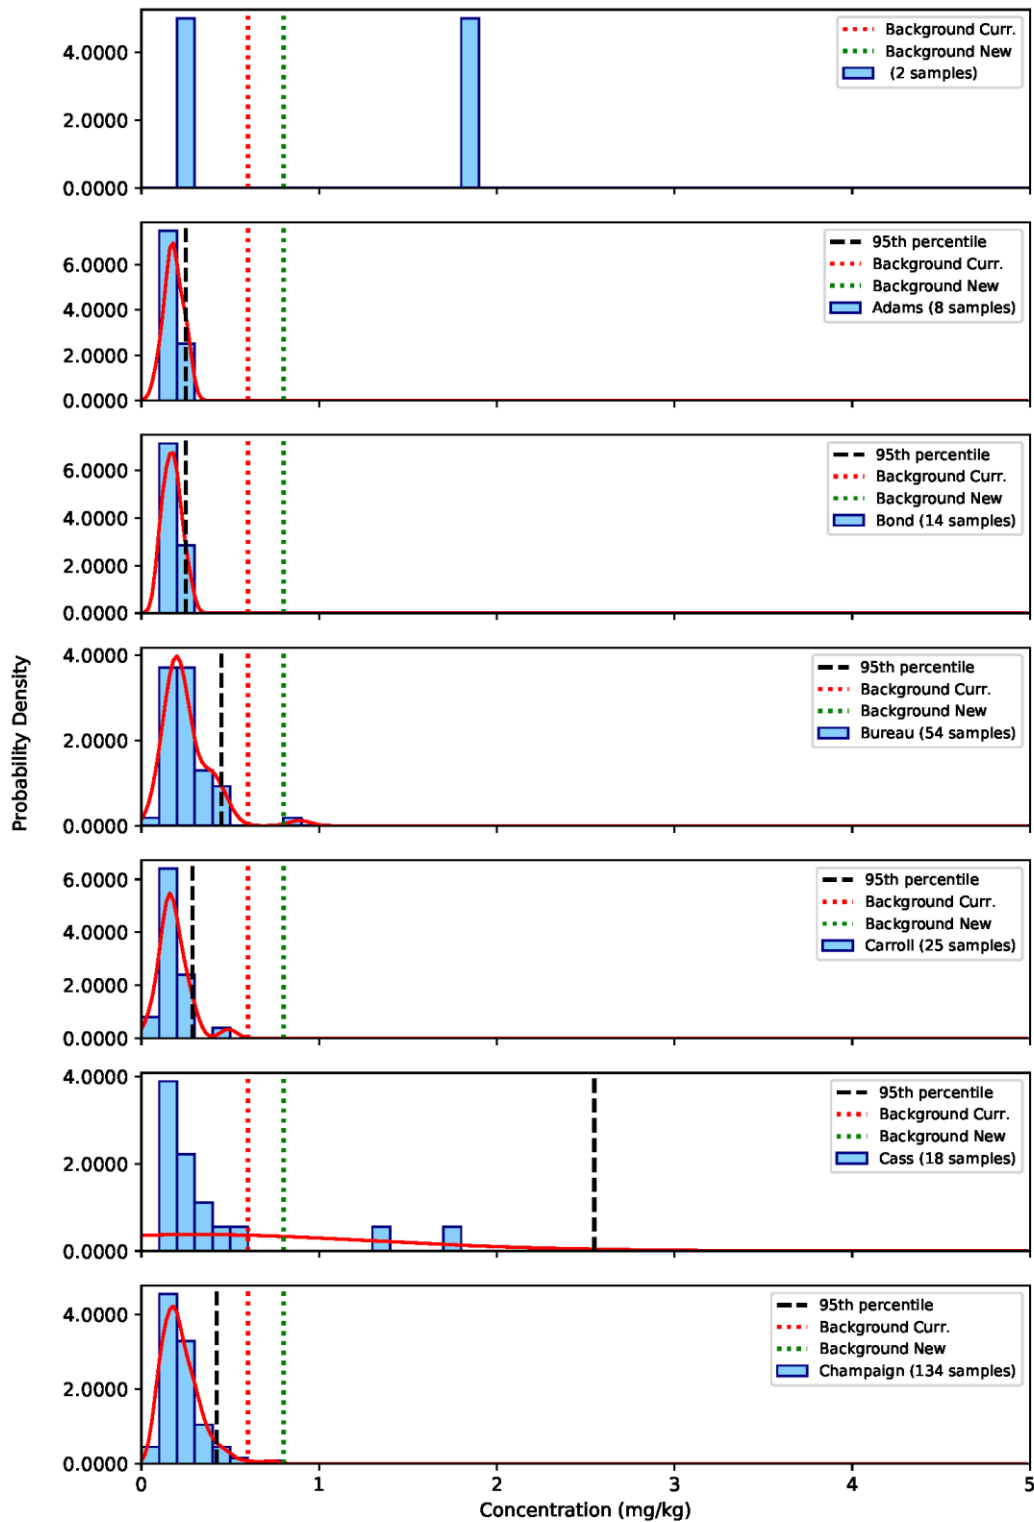 4.0000
2.0000
0.0000
Background Curr.
Background New
(2 samples)
6.0000
4.0000
2.0000
0.0000
95th percentile
Background Curr.
Background New
Adams (8 samples)
6.0000
4.0000
2.0000
0.0000
95th percentile
Background Curr.
Background New
Bond (14 samples)
Probability Density
4.0000
2.0000
0.0000
95th percentile
Background Curr.
Background New
Bureau (54 samples)
6.0000
4.0000
2.0000
0.0000
95th percentile
Background Curr.
Background New
Carroll (25 samples)
4.0000
2.0000
0.0000
95th percentile
Background Curr.
Background New
Cass (18 samples)
4.0000
2.0000
0.0000
95th percentile
Background Curr.
Background New
Champaign (134 samples)
0 1 2 3 4 5
Concentration (mg/kg)